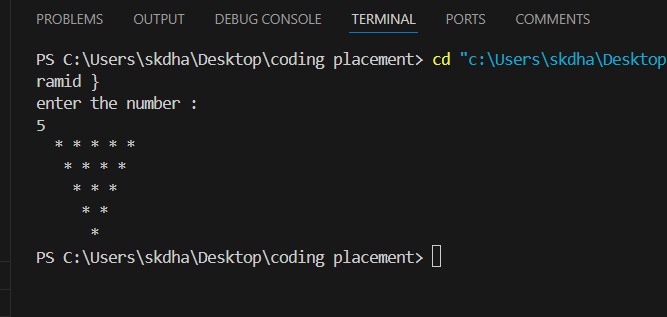 PROBLEMS OUTPUT DEBUG CONSOLE TERMINAL PORTS COMMENTS
PS C:\Users\skdha\Desktop\coding placement> cd "c:\Users\skdha\Desktop
ramid }
enter the number :
5
  * * * * *
   * * * *
    * * *
     * *
      *
PS C:\Users\skdha\Desktop\coding placement>